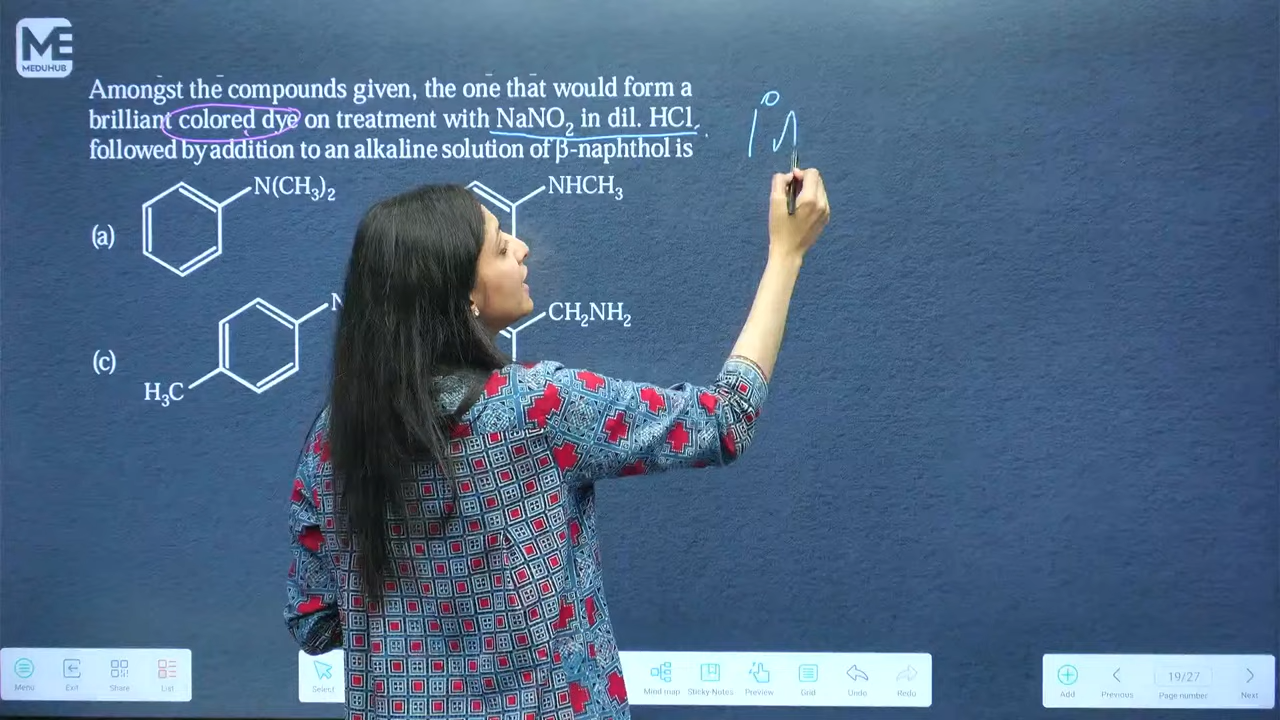 ME
MEDUHUB
Amongst the compounds given, the one that would form a
brilliant colored dye on treatment with NaNO₂ in dil. HCl
followed by addition to an alkaline solution of β-naphthol is
1°
N(CH₃)₂
NHCH₃
(a)
N
CH₂NH₂
(c)
H₃C
Menu
Exit
Share
List
Select
Mind map
Sticky Notes
Preview
Grid
Undo
Redo
Add
Previous
19/27
Page number
Next